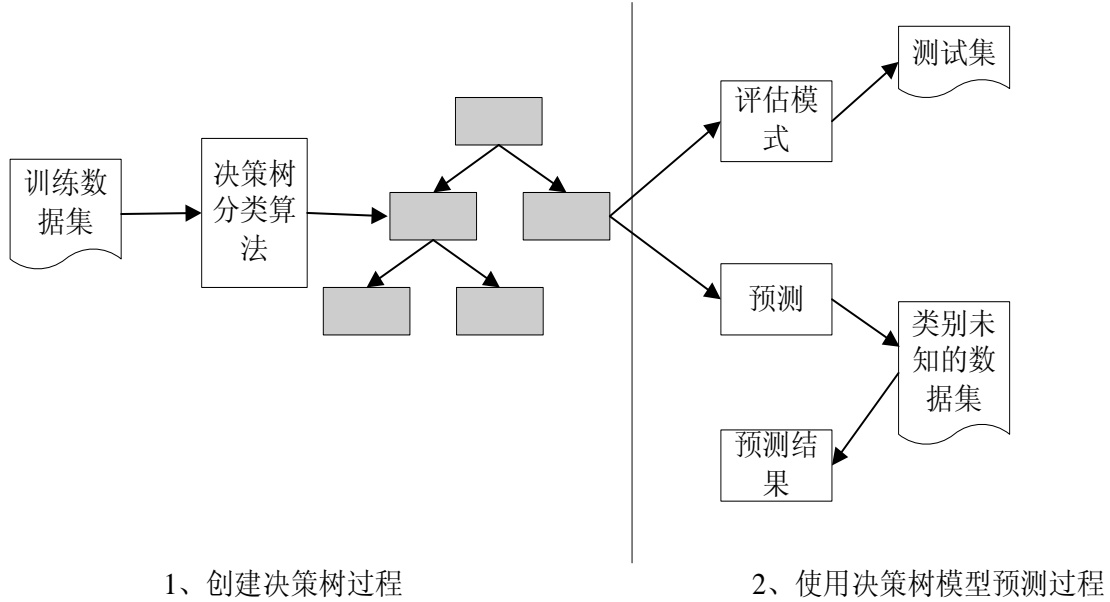 训练数
据集
决策树
分类算
法
评估模
式
测试集
预测
类别未
知的数
据集
预测结
果
1、创建决策树过程
2、使用决策树模型预测过程